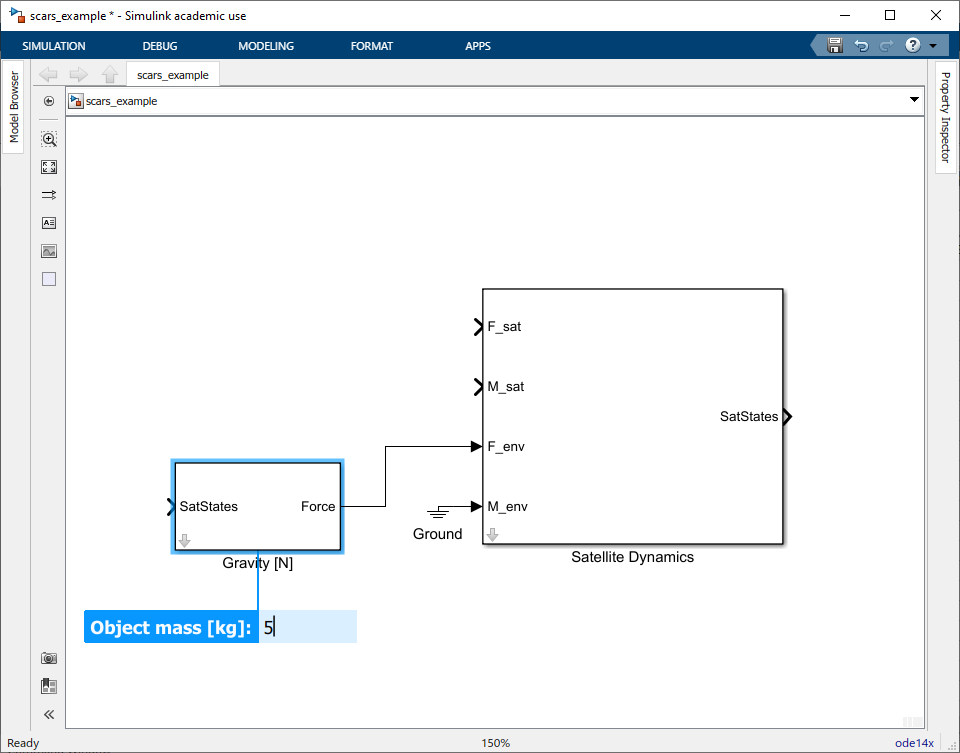 scars_example * - Simulink academic use
SIMULATION DEBUG MODELING FORMAT APPS
?
Model Browser
scars_example
Property Inspector
scars_example
A
F_sat
M_sat
SatStates
F_env
SatStates Force
M_env
Ground
Satellite Dynamics
Gravity [N]
Object mass [kg]: 5
Ready 150% ode14x